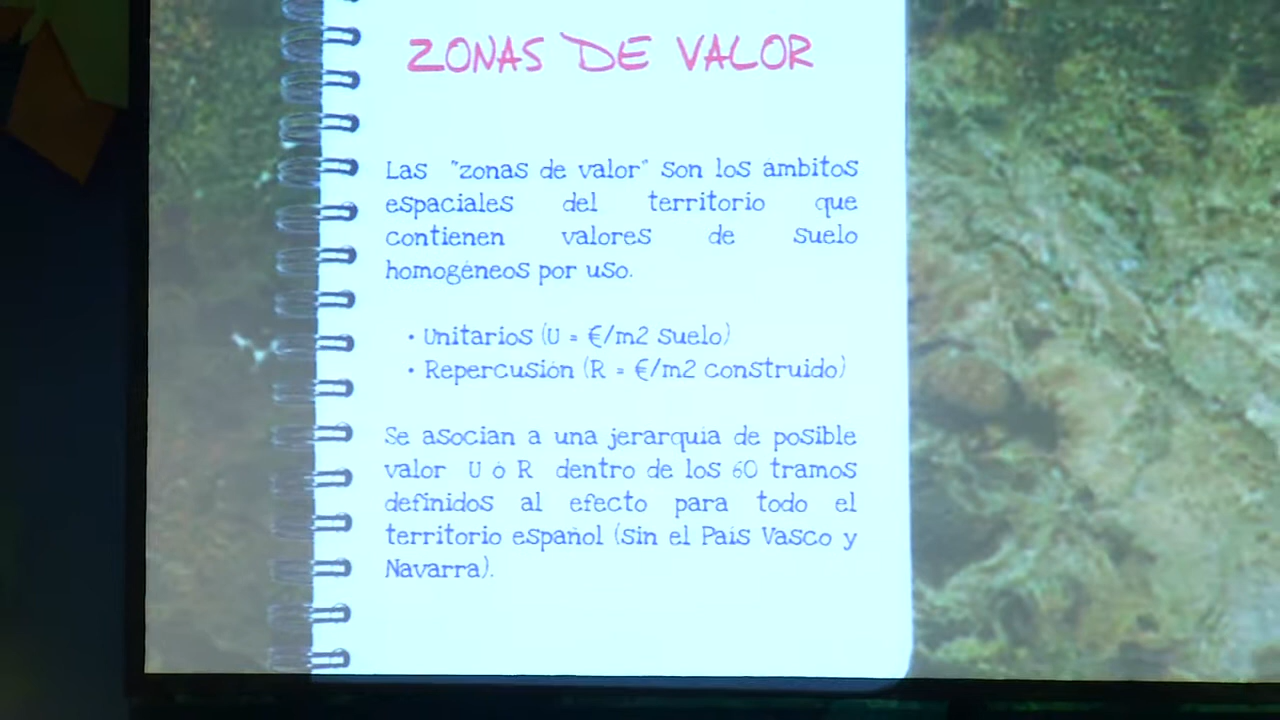 ZONAS DE VALOR
Las "zonas de valor" son los ámbitos
espaciales del territorio que
contienen valores de suelo
homogéneos por uso.
• Unitarios (U = €/m2 suelo)
• Repercusión (R = €/m2 construido)
Se asocian a una jerarquía de posible
valor U ó R dentro de los 60 tramos
definidos al efecto para todo el
territorio español (sin el País Vasco y
Navarra).